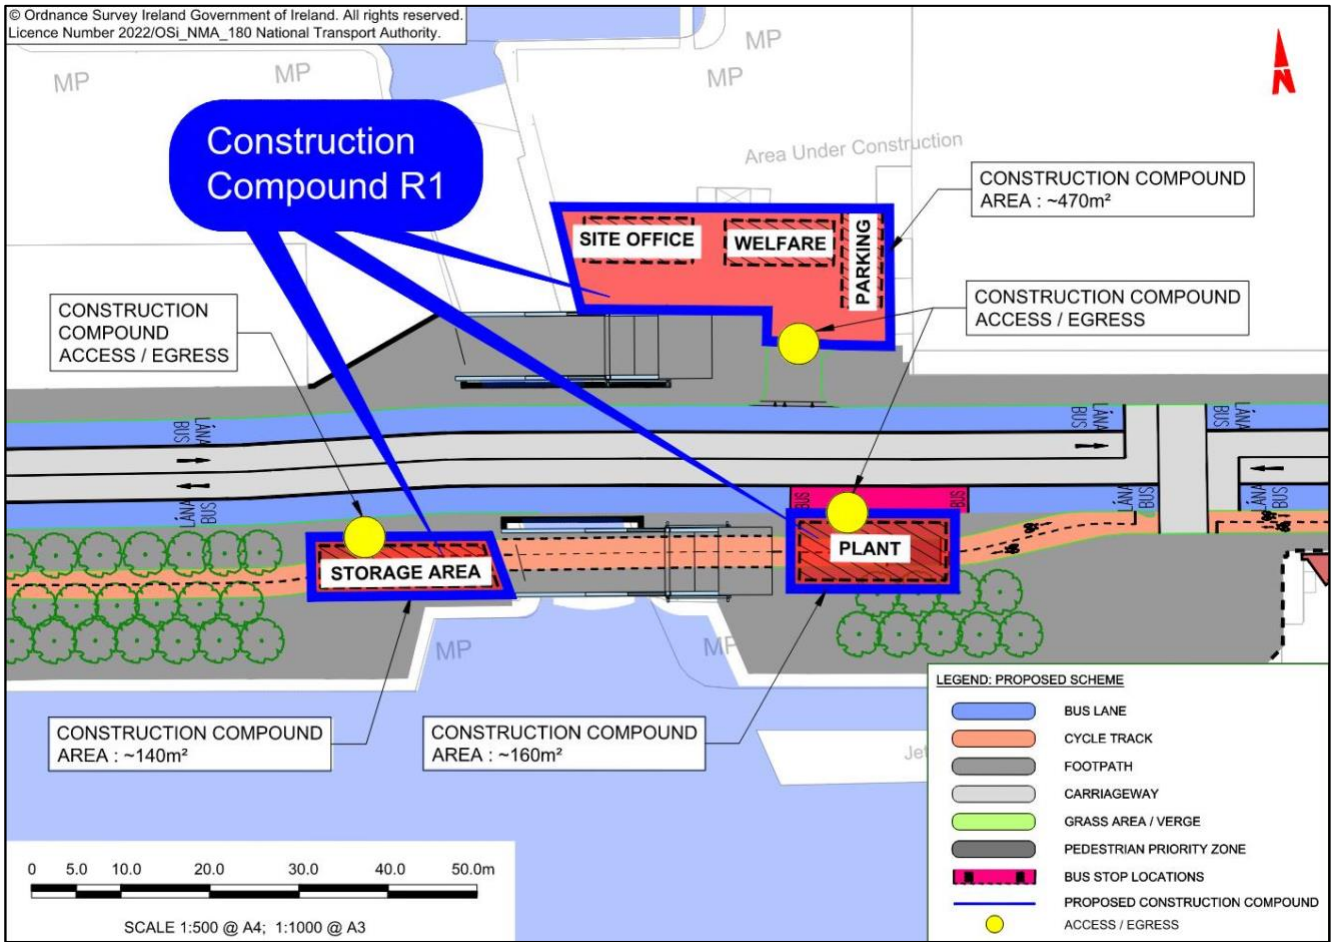 © Ordnance Survey Ireland Government of Ireland. All rights reserved.
Licence Number 2022/OSi_NMA_180 National Transport Authority.
MP
MP
MP
MP
N
Construction
Compound R1
Area Under Construction
CONSTRUCTION COMPOUND
AREA : ~470m²
SITE OFFICE
WELFARE
PARKING
CONSTRUCTION
COMPOUND
ACCESS / EGRESS
CONSTRUCTION COMPOUND
ACCESS / EGRESS
LÁNA
BUS
LÁNA
BUS
LÁNA
BUS
LÁNA
BUS
BUS
BUS
LÁNA
BUS
LÁNA
BUS
STORAGE AREA
PLANT
MP
MP
CONSTRUCTION COMPOUND
AREA : ~140m²
CONSTRUCTION COMPOUND
AREA : ~160m²
LEGEND: PROPOSED SCHEME
BUS LANE
CYCLE TRACK
FOOTPATH
CARRIAGEWAY
GRASS AREA / VERGE
PEDESTRIAN PRIORITY ZONE
BUS STOP LOCATIONS
PROPOSED CONSTRUCTION COMPOUND
ACCESS / EGRESS
0 5.0 10.0 20.0 30.0 40.0 50.0m
SCALE 1:500 @ A4; 1:1000 @ A3